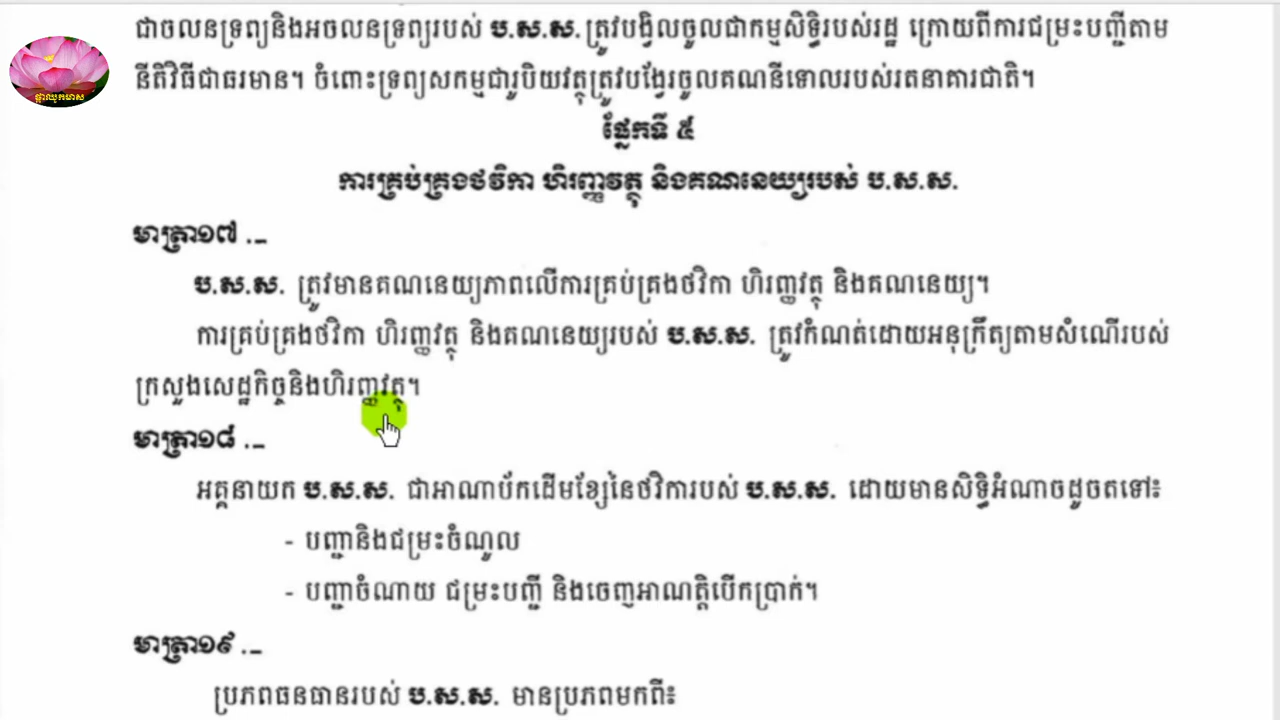 ជាចលនទ្រព្យនិងអចលនទ្រព្យរបស់ ប.ស.ស. ត្រូវបង្វិលចូលជាកម្មសិទ្ធិរបស់រដ្ឋ ក្រោយពីការជម្រះបញ្ជីតាម
នីតិវិធីជាធរមាន។ ចំពោះទ្រព្យសកម្មជារូបិយវត្ថុត្រូវបង្វែរចូលគណនីទោលរបស់រតនាគារជាតិ។
ផ្កាឈូកមាស
ផ្នែកទី ៥
ការគ្រប់គ្រងថវិកា ហិរញ្ញវត្ថុ និងគណនេយ្យរបស់ ប.ស.ស.
មាត្រា១៧ ._
ប.ស.ស. ត្រូវមានគណនេយ្យភាពលើការគ្រប់គ្រងថវិកា ហិរញ្ញវត្ថុ និងគណនេយ្យ។
ការគ្រប់គ្រងថវិកា ហិរញ្ញវត្ថុ និងគណនេយ្យរបស់ ប.ស.ស. ត្រូវកំណត់ដោយអនុក្រឹត្យតាមសំណើរបស់
ក្រសួងសេដ្ឋកិច្ចនិងហិរញ្ញវត្ថុ។
មាត្រា១៨ ._
អគ្គនាយក ប.ស.ស. ជាអាណាប័កដើមខ្សែនៃថវិការបស់ ប.ស.ស. ដោយមានសិទ្ធិអំណាចដូចតទៅ៖
- បញ្ជានិងជម្រះចំណូល
- បញ្ជាចំណាយ ជម្រះបញ្ជី និងចេញអាណត្តិបើកប្រាក់។
មាត្រា១៩ ._
ប្រភពធនធានរបស់ ប.ស.ស. មានប្រភពមកពី៖